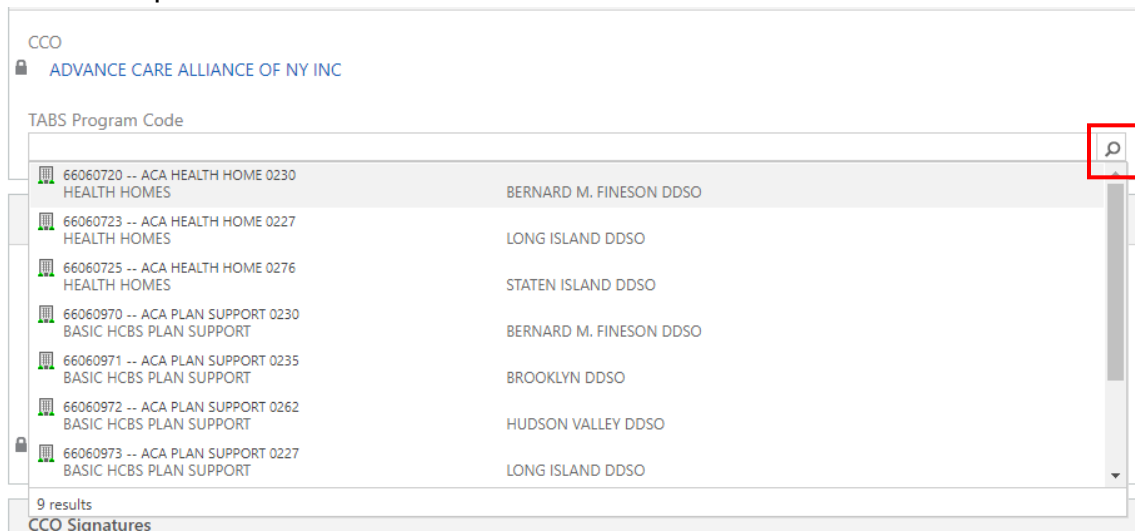 CCO
ADVANCE CARE ALLIANCE OF NY INC
TABS Program Code
66060720 -- ACA HEALTH HOME 0230
HEALTH HOMES BERNARD M. FINESON DDSO
66060723 -- ACA HEALTH HOME 0227
HEALTH HOMES LONG ISLAND DDSO
66060725 -- ACA HEALTH HOME 0276
HEALTH HOMES STATEN ISLAND DDSO
66060970 -- ACA PLAN SUPPORT 0230
BASIC HCBS PLAN SUPPORT BERNARD M. FINESON DDSO
66060971 -- ACA PLAN SUPPORT 0235
BASIC HCBS PLAN SUPPORT BROOKLYN DDSO
66060972 -- ACA PLAN SUPPORT 0262
BASIC HCBS PLAN SUPPORT HUDSON VALLEY DDSO
66060973 -- ACA PLAN SUPPORT 0227
BASIC HCBS PLAN SUPPORT LONG ISLAND DDSO
9 results
CCO Signatures